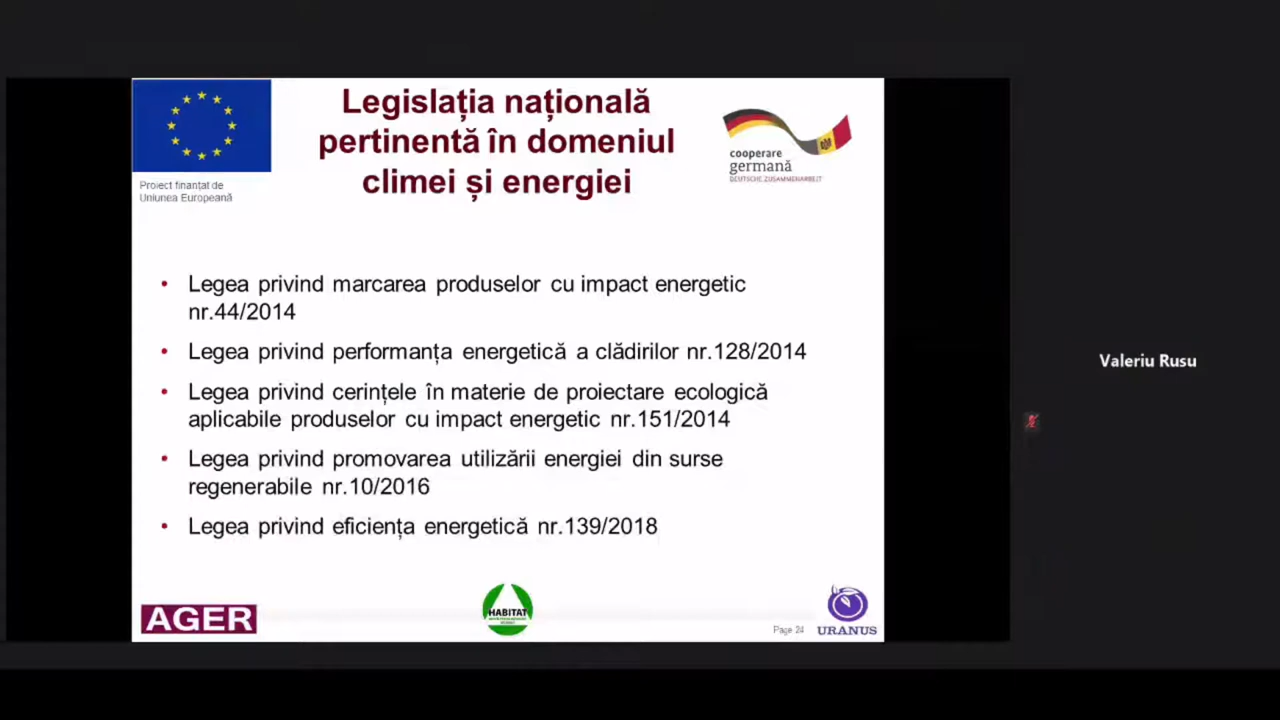 Legislația națională
pertinentă în domeniul
climei și energiei
Proiect finanțat de
Uniunea Europeană
cooperare
germană
DEUTSCHE ZUSAMMENARBEIT
• Legea privind marcarea produselor cu impact energetic
nr.44/2014
• Legea privind performanța energetică a clădirilor nr.128/2014
• Legea privind cerințele în materie de proiectare ecologică
aplicabile produselor cu impact energetic nr.151/2014
• Legea privind promovarea utilizării energiei din surse
regenerabile nr.10/2016
• Legea privind eficiența energetică nr.139/2018
Valeriu Rusu
AGER
HABITAT
Page 24
URANUS